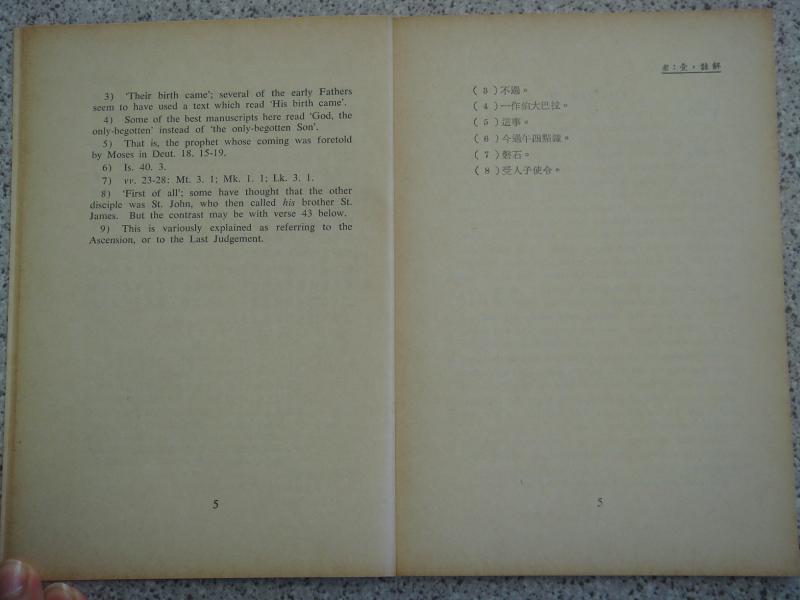 3) 'Their birth came'; several of the early Fathers
seem to have used a text which read 'His birth came'.
4) Some of the best manuscripts here read 'God, the
only-begotten' instead of 'the only-begotten Son'.
5) That is, the prophet whose coming was foretold
by Moses in Deut. 18. 15-19.
6) Is. 40. 3.
7) vv. 23-28: Mt. 3. 1; Mk. 1. 1; Lk. 3. 1.
8) 'First of all'; some have thought that the other
disciple was St. John, who then called his brother St.
James. But the contrast may be with verse 43 below.
9) This is variously explained as referring to the
Ascension, or to the Last Judgement.
5
：壹，註解
（3）不過。
（4）一作伯大巴拉。
（5）這事。
（6）今過午四點鐘。
（7）磐石。
（8）受人子使令。
5